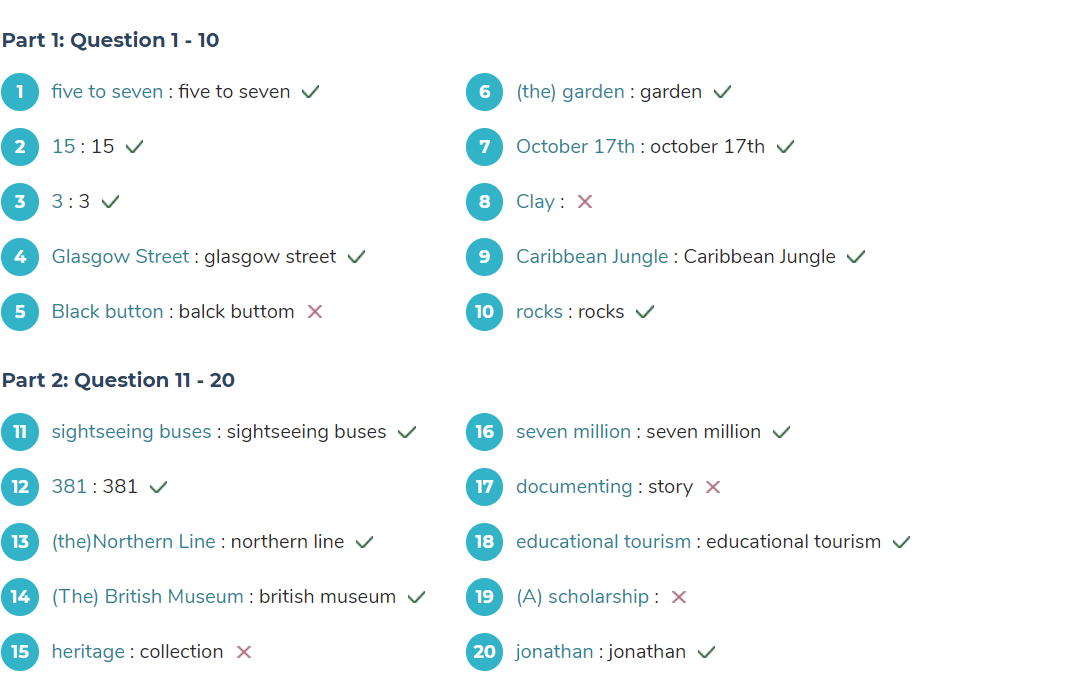 Part 1: Question 1 - 10
1 five to seven : five to seven
2 15 : 15
3 3 : 3
4 Glasgow Street : glasgow street
5 Black button : balck buttom
6 (the) garden : garden
7 October 17th : october 17th
8 Clay :
9 Caribbean Jungle : Caribbean Jungle
10 rocks : rocks
Part 2: Question 11 - 20
11 sightseeing buses : sightseeing buses
12 381 : 381
13 (the)Northern Line : northern line
14 (The) British Museum : british museum
15 heritage : collection
16 seven million : seven million
17 documenting : story
18 educational tourism : educational tourism
19 (A) scholarship :
20 jonathan : jonathan